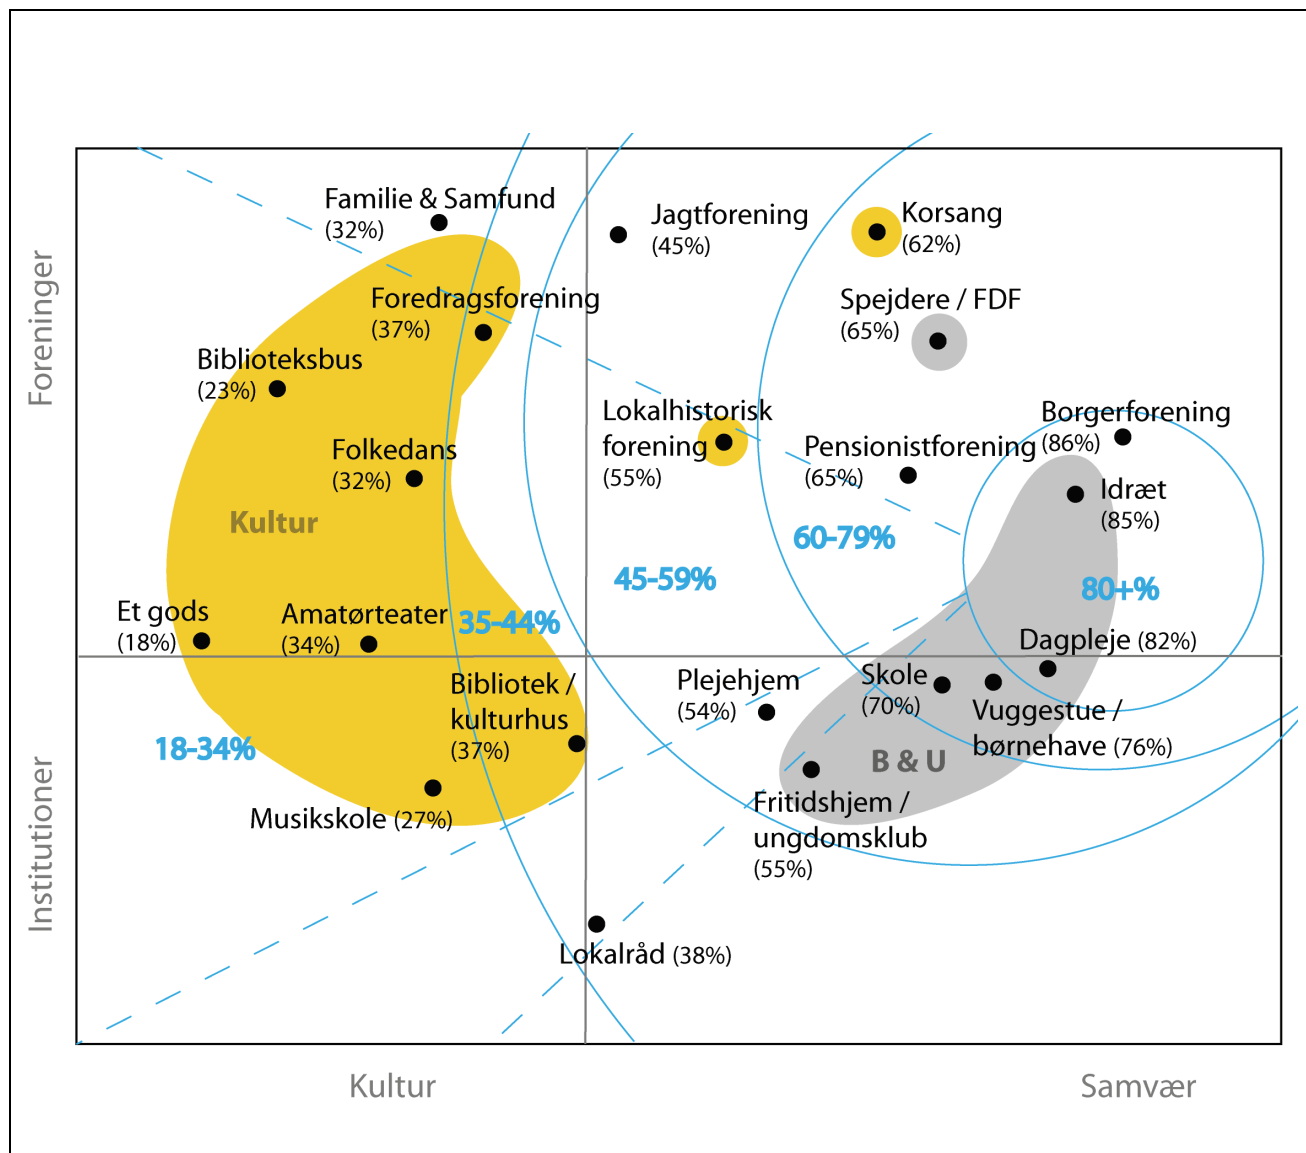 Familie & Samfund
(32%)
Jagtforening
(45%)
Korsang
(62%)
Foredragsforening
(37%)
Spejdere / FDF
(65%)
Biblioteksbus
(23%)
Foreninger
Lokalhistorisk
forening
(55%)
Borgerforening
(86%)
Folkedans
(32%)
Pensionistforening
(65%)
Idræt
(85%)
Kultur
60-79%
45-59%
80+%
Et gods
(18%)
Amatørteater
(34%)
35-44%
Dagpleje (82%)
Bibliotek /
kulturhus
(37%)
Plejehjem
(54%)
Skole
(70%)
Vuggestue /
børnehave (76%)
18-34%
B & U
Musikskole (27%)
Fritidshjem /
ungdomsklub
(55%)
Institutioner
Lokalråd (38%)
Kultur
Samvær